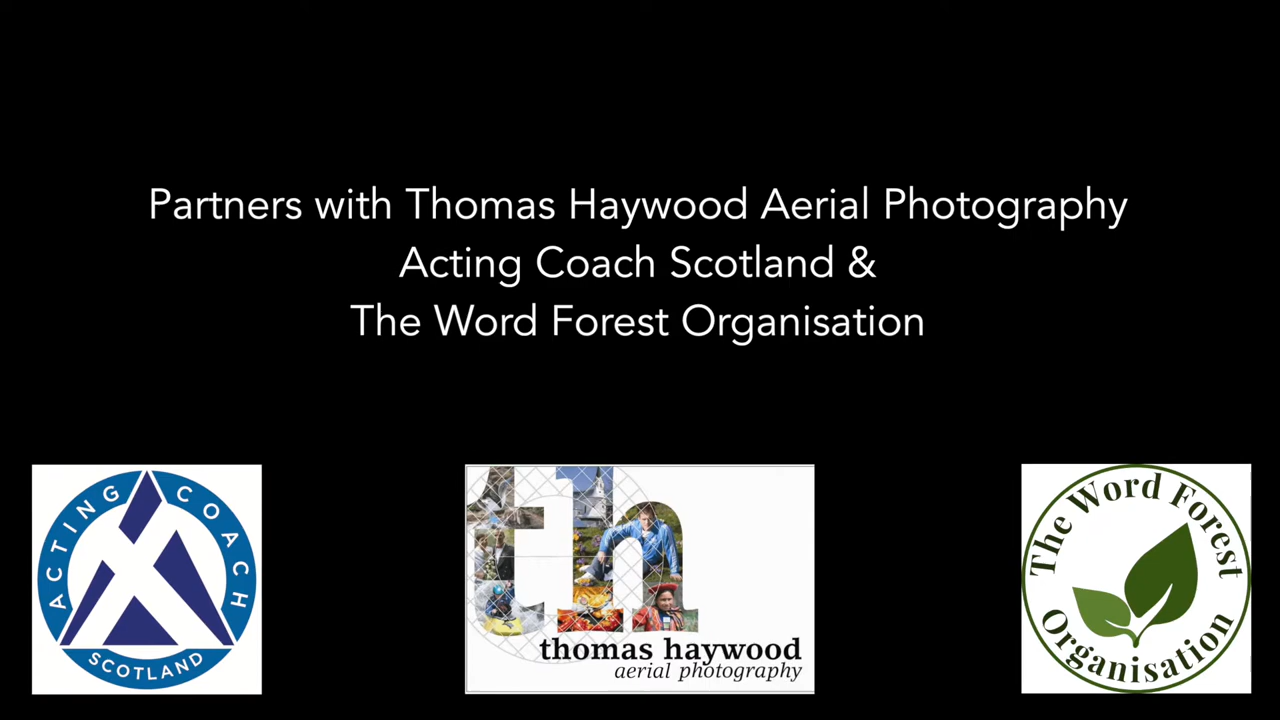 Partners with Thomas Haywood Aerial Photography
Acting Coach Scotland &
The Word Forest Organisation
ACTING COACH
SCOTLAND
th
thomas haywood
aerial photography
The Word Forest
Organisation